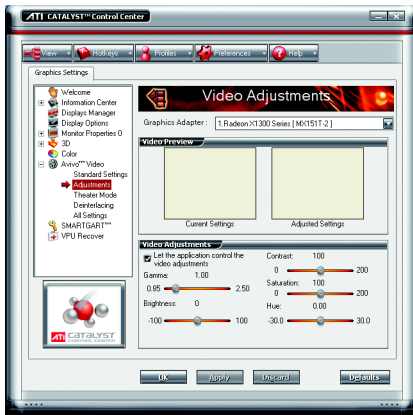 ATI CATALYST™ Control Center
View
Hotkeys
Profiles
Preferences
Help
Graphics Settings
Welcome
Information Center
Displays Manager
Display Options
Monitor Properties 0
3D
Color
Avivo™ Video
Standard Settings
Adjustments
Theater Mode
Deinterlacing
All Settings
SMARTGART™
VPU Recover
ATI CATALYST
CONTROL CENTER
Video Adjustments
Graphics Adapter :
1.Radeon X1300 Series [ MX151T-2 ]
Video Preview
Current Settings
Adjusted Settings
Video Adjustments
Let the application control the
video adjustments
Gamma: 1.00
0.85 2.50
Brightness: 0
-100 100
Contrast: 100
0 200
Saturation: 100
0 200
Hue: 0.00
-30.0 30.0
OK
Apply
Discard
Defaults